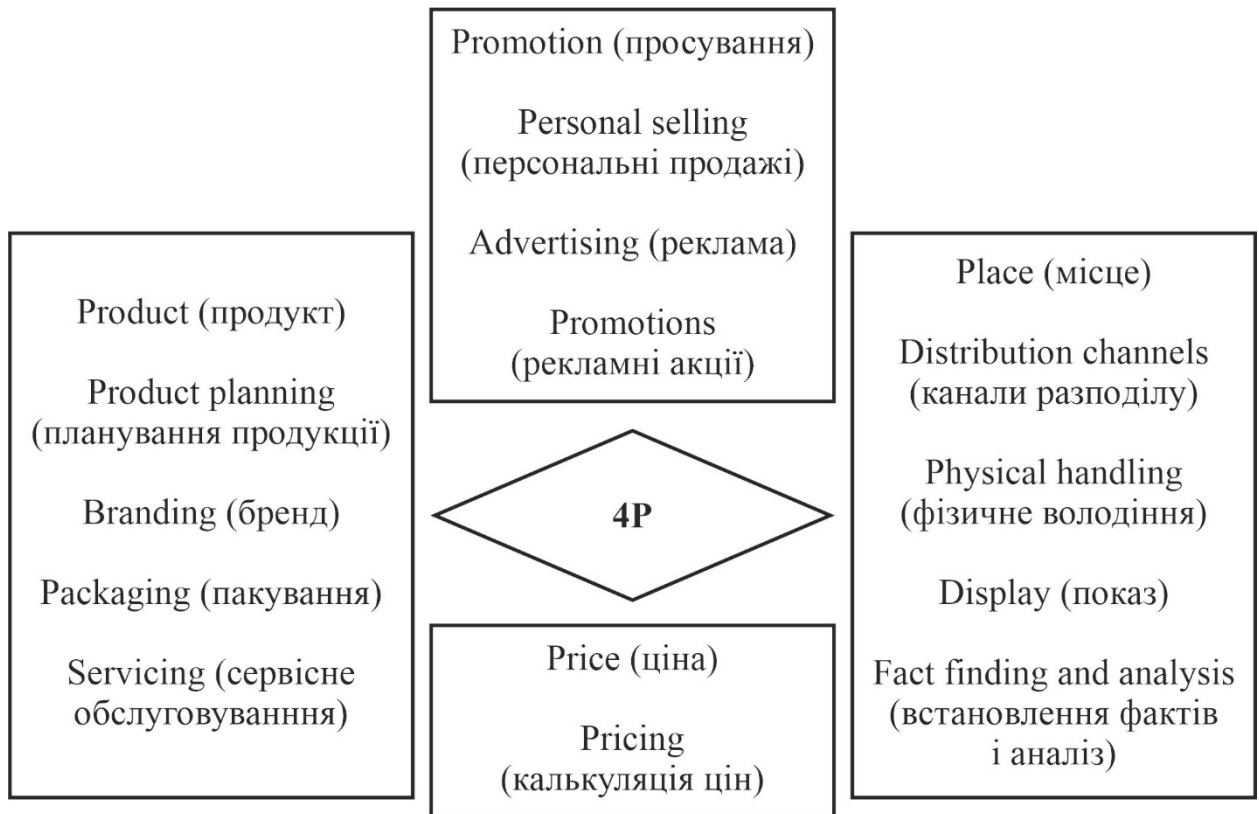 Promotion (просування)
Personal selling
(персональні продажі)
Advertising (реклама)
Promotions
(рекламні акції)
Product (продукт)
Product planning
(планування продукції)
Branding (бренд)
Packaging (пакування)
Servicing (сервісне
обслуговуванння)
4P
Place (місце)
Distribution channels
(канали разподілу)
Physical handling
(фізичне володіння)
Display (показ)
Fact finding and analysis
(встановлення фактів
і аналіз)
Price (ціна)
Pricing
(калькуляція цін)